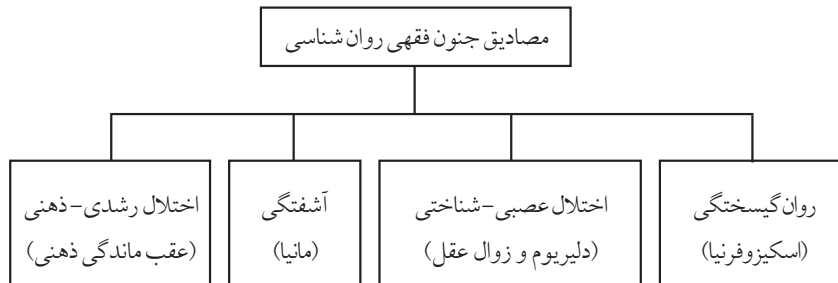 مصادیق جنون فقهی روان شناسی
روان‌گیسختگی
(اسکیزوفرنیا)
اختلال عصبی-شناختی
(دلیریوم و زوال عقل)
آشفتگی
(مانیا)
اختلال رشدی-ذهنی
(عقب ماندگی ذهنی)